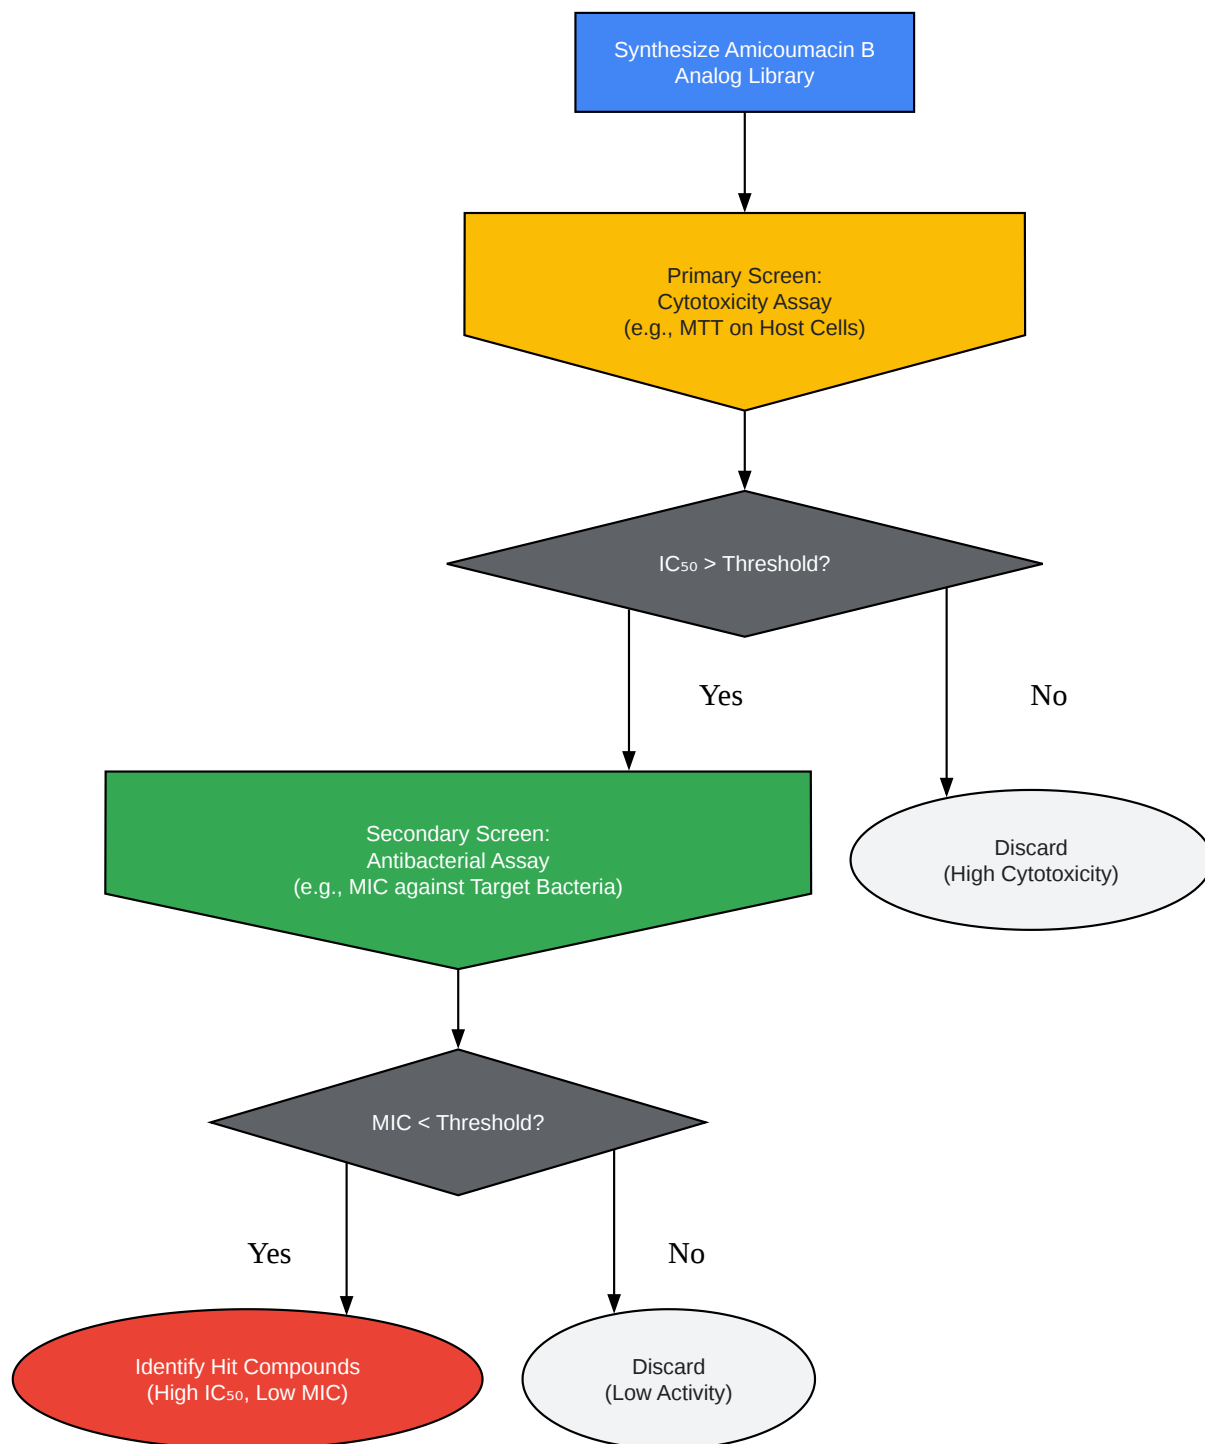 Synthesize Amicoumacin B
Analog Library
Primary Screen:
Cytotoxicity Assay
(e.g., MTT on Host Cells)
IC₅₀ > Threshold?
Yes
No
Secondary Screen:
Antibacterial Assay
(e.g., MIC against Target Bacteria)
Discard
(High Cytotoxicity)
MIC < Threshold?
Yes
No
Identify Hit Compounds
(High IC₅₀, Low MIC)
Discard
(Low Activity)